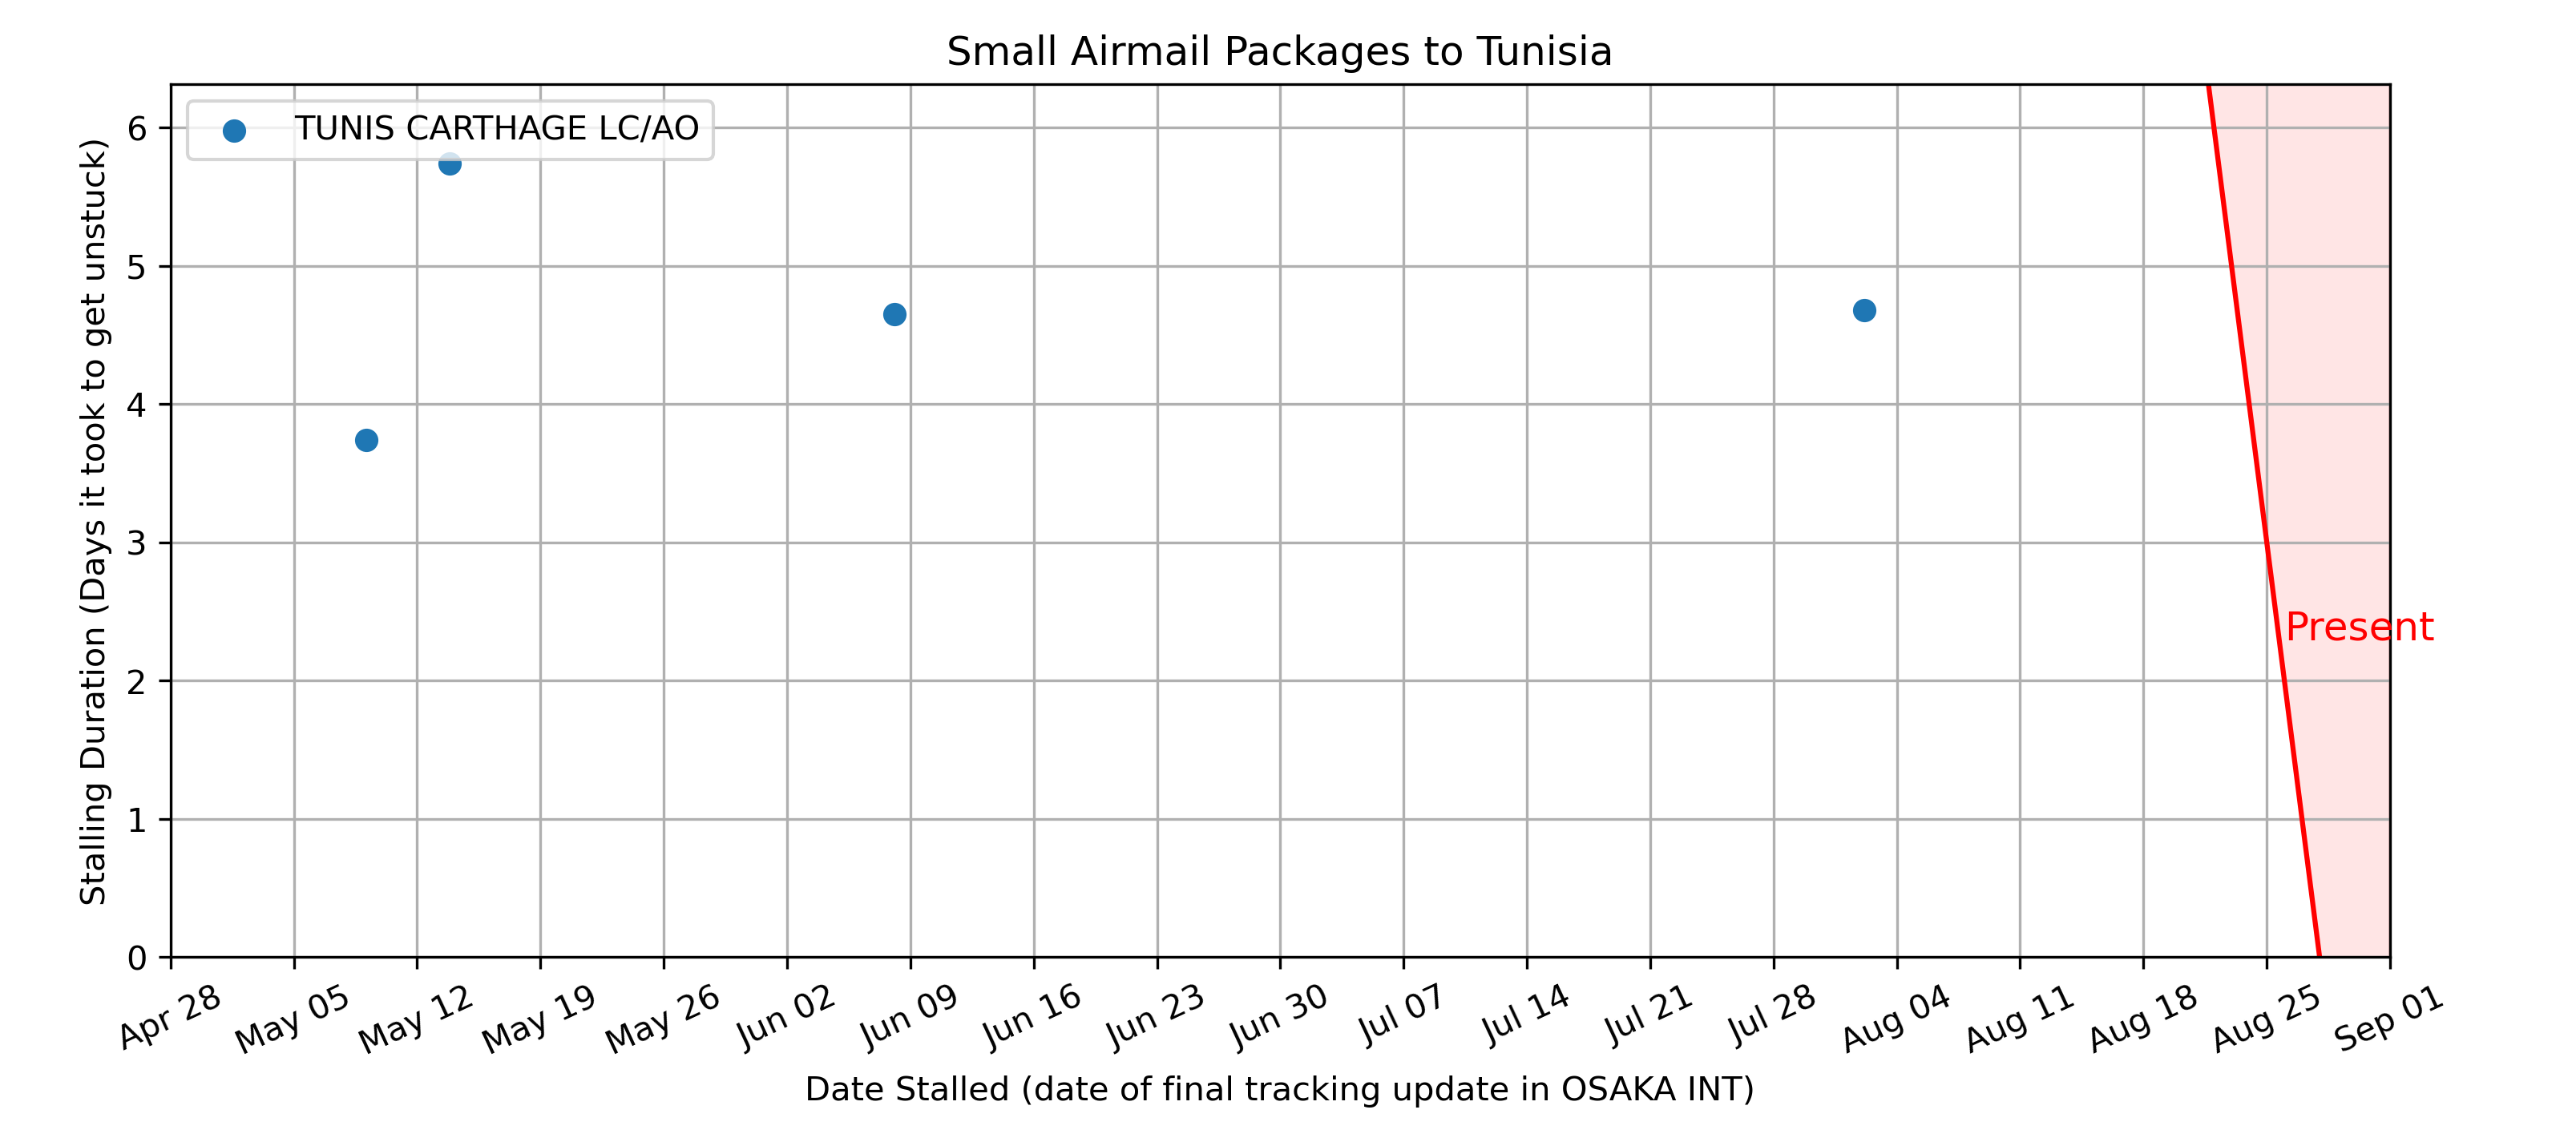 Small Airmail Packages to Tunisia
TUNIS CARTHAGE LC/AO
Stalling Duration (Days it took to get unstuck)
6
5
4
3
2
1
0
Present
Apr 28
May 05
May 12
May 19
May 26
Jun 02
Jun 09
Jun 16
Jun 23
Jun 30
Jul 07
Jul 14
Jul 21
Jul 28
Aug 04
Aug 11
Aug 18
Aug 25
Sep 01
Date Stalled (date of final tracking update in OSAKA INT)